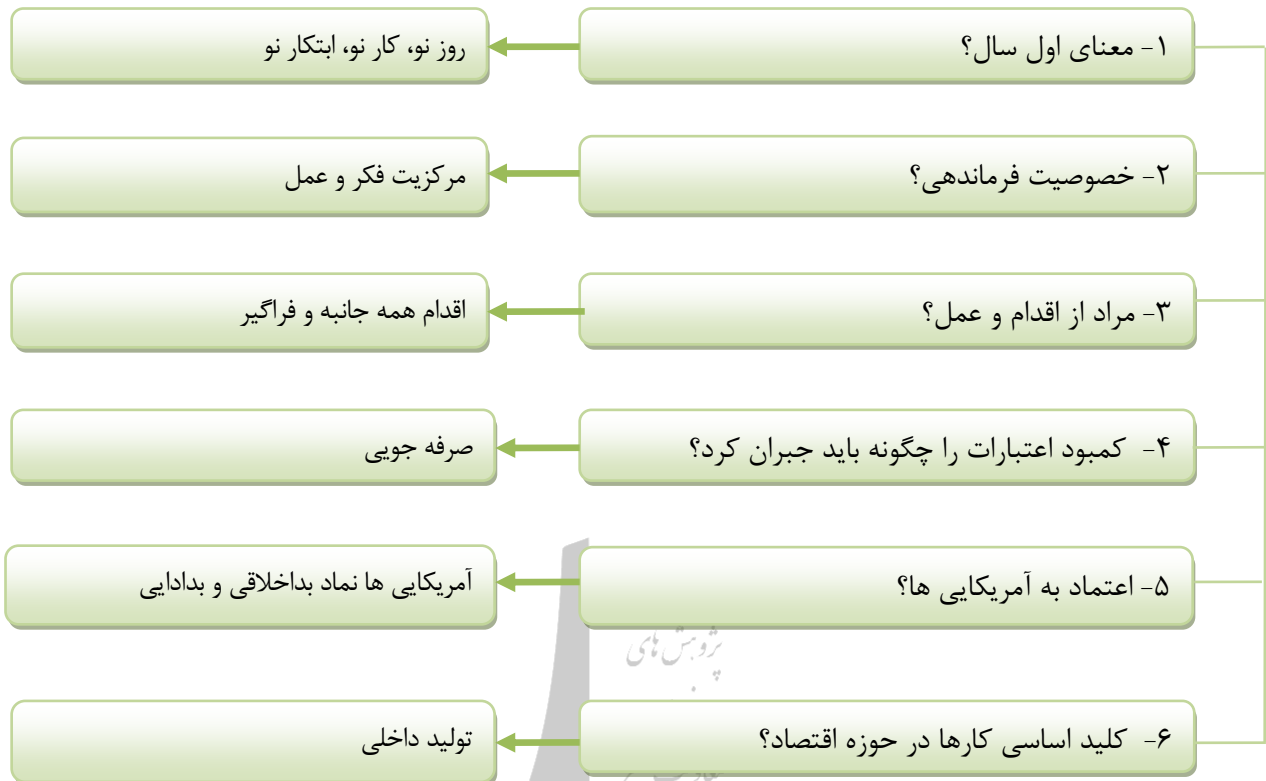 ۱- معنای اول سال؟
روز نو، کار نو، ابتکار نو
۲- خصوصیت فرماندهی؟
مرکزیت فکر و عمل
۳- مراد از اقدام و عمل؟
اقدام همه جانبه و فراگیر
۴- کمبود اعتبارات را چگونه باید جبران کرد؟
صرفه جویی
۵- اعتماد به آمریکایی ها؟
آمریکایی ها نماد بداخلاقی و بدادایی
پژوهش های
۶- کلید اساسی کارها در حوزه اقتصاد؟
تولید داخلی